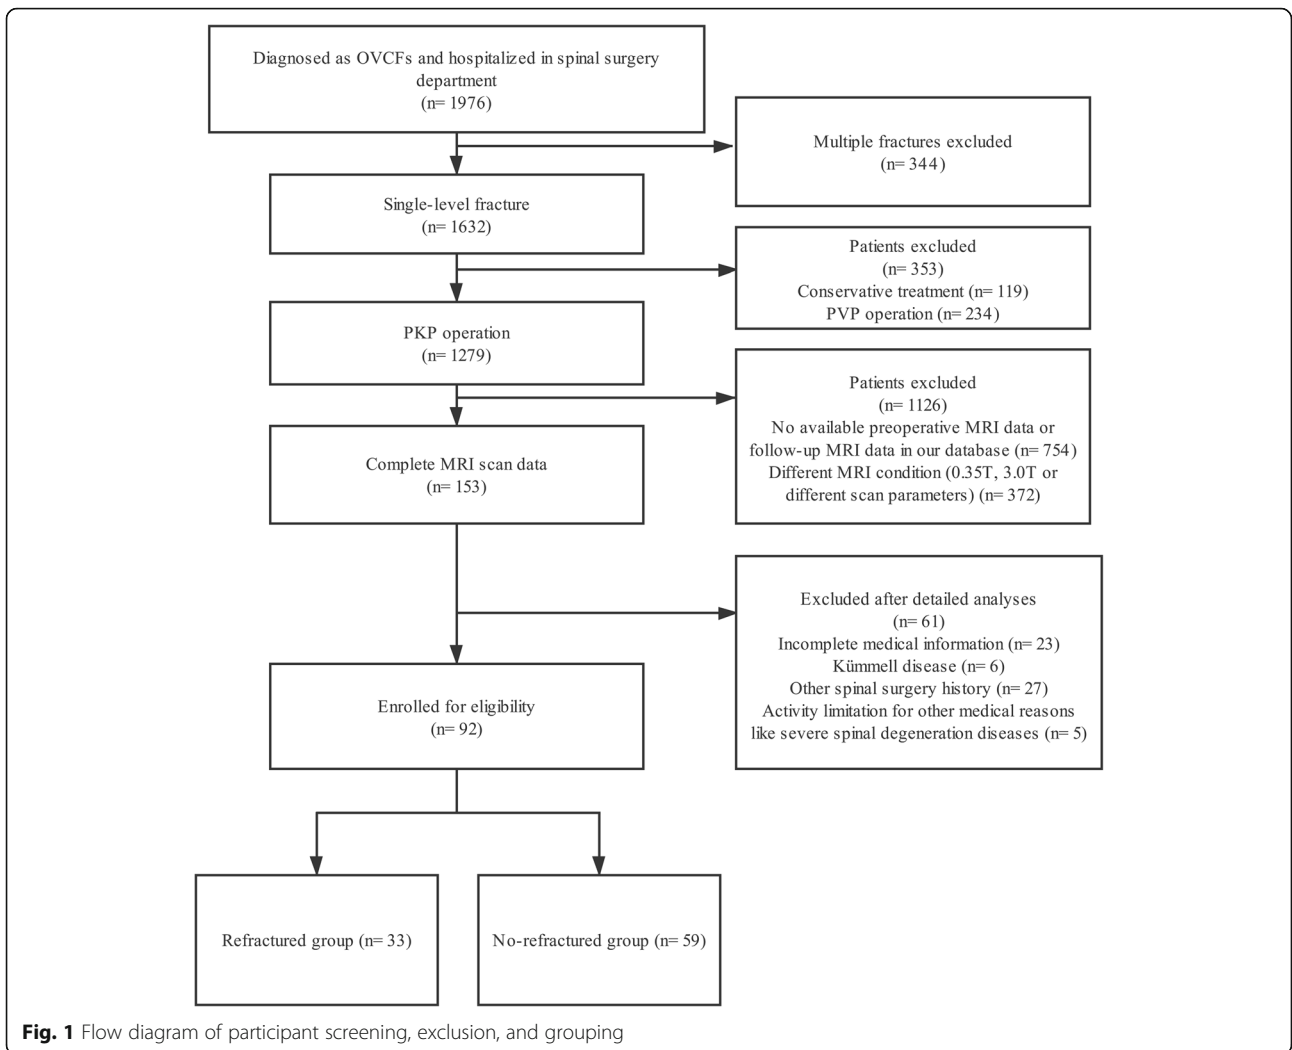 Diagnosed as OVCFs and hospitalized in spinal surgery
department
(n= 1976)
Multiple fractures excluded
(n= 344)
Single-level fracture
(n= 1632)
Patients excluded
(n= 353)
Conservative treatment (n= 119)
PVP operation (n= 234)
PKP operation
(n= 1279)
Patients excluded
(n= 1126)
No available preoperative MRI data or
follow-up MRI data in our database (n= 754)
Different MRI condition (0.35T, 3.0T or
different scan parameters) (n= 372)
Complete MRI scan data
(n= 153)
Excluded after detailed analyses
(n= 61)
Incomplete medical information (n= 23)
Kümmell disease (n= 6)
Other spinal surgery history (n= 27)
Activity limitation for other medical reasons
like severe spinal degeneration diseases (n= 5)
Enrolled for eligibility
(n= 92)
Refractured group (n= 33)
No-refractured group (n= 59)
Fig. 1 Flow diagram of participant screening, exclusion, and grouping